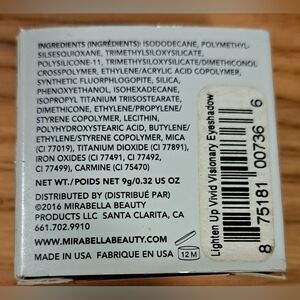 INGREDIENTS (INGRÉDIENTS): ISODODECANE, POLYMETHYL-
SILSESQUIOXANE, TRIMETHYLSILOXYSILICATE,
POLYSILICONE-11, TRIMETHYLSILOXYSILICATE/DIMETHICONOL
CROSSPOLYMER, ETHYLENE/ACRYLIC ACID COPOLYMER,
SYNTHETIC FLUORPHLOGOPITE, SILICA,
PHENOXYETHANOL, ISOHEXADECANE,
ISOPROPYL TITANIUM TRIISOSTEARATE,
DIMETHICONE, ETHYLENE/PROPYLENE/
STYRENE COPOLYMER, LECITHIN,
POLYHYDROXYSTEARIC ACID, BUTYLENE/
ETHYLENE/STYRENE COPOLYMER, MICA
(CI 77019), TITANIUM DIOXIDE (CI 77891),
IRON OXIDES (CI 77491, CI 77492,
CI 77499), CARMINE (CI 75470)
NET WT./POIDS NET 9g/0.32 US OZ
DISTRIBUTED BY (DISTRIBUÉ PAR)
©2016 MIRABELLA BEAUTY
PRODUCTS LLC SANTA CLARITA, CA
661.702.9910
WWW.MIRABELLABEAUTY.COM
MADE IN USA FABRIQUÉ EN USA
12 M
Lighten Up Vivid Visionary Eyeshadow
8 75181 00736 6